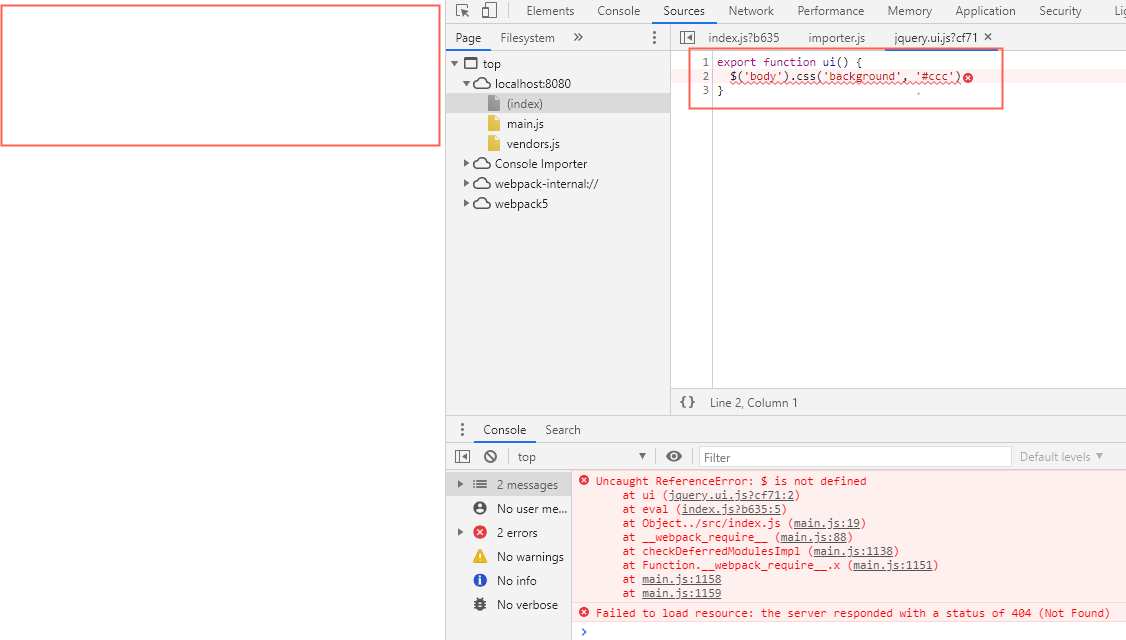 Elements Console Sources Network Performance Memory Application Security Lig
Page Filesystem » index.js?b635 importer.js jquery.ui.js?cf71 ×
top
localhost:8080
(index)
main.js
vendors.js
Console Importer
webpack-internal://
webpack5
1 export function ui() {
2 $('body').css('background', '#ccc')
3 }
{} Line 2, Column 1
Console Search
top Filter Default levels
2 messages
No user me...
2 errors
No warnings
No info
No verbose
Uncaught ReferenceError: $ is not defined
at ui (jquery.ui.js?cf71:2)
at eval (index.js?b635:5)
at Object../src/index.js (main.js:19)
at __webpack_require__ (main.js:88)
at checkDeferredModulesImpl (main.js:1138)
at Function.__webpack_require__.x (main.js:1151)
at main.js:1158
at main.js:1159
Failed to load resource: the server responded with a status of 404 (Not Found)